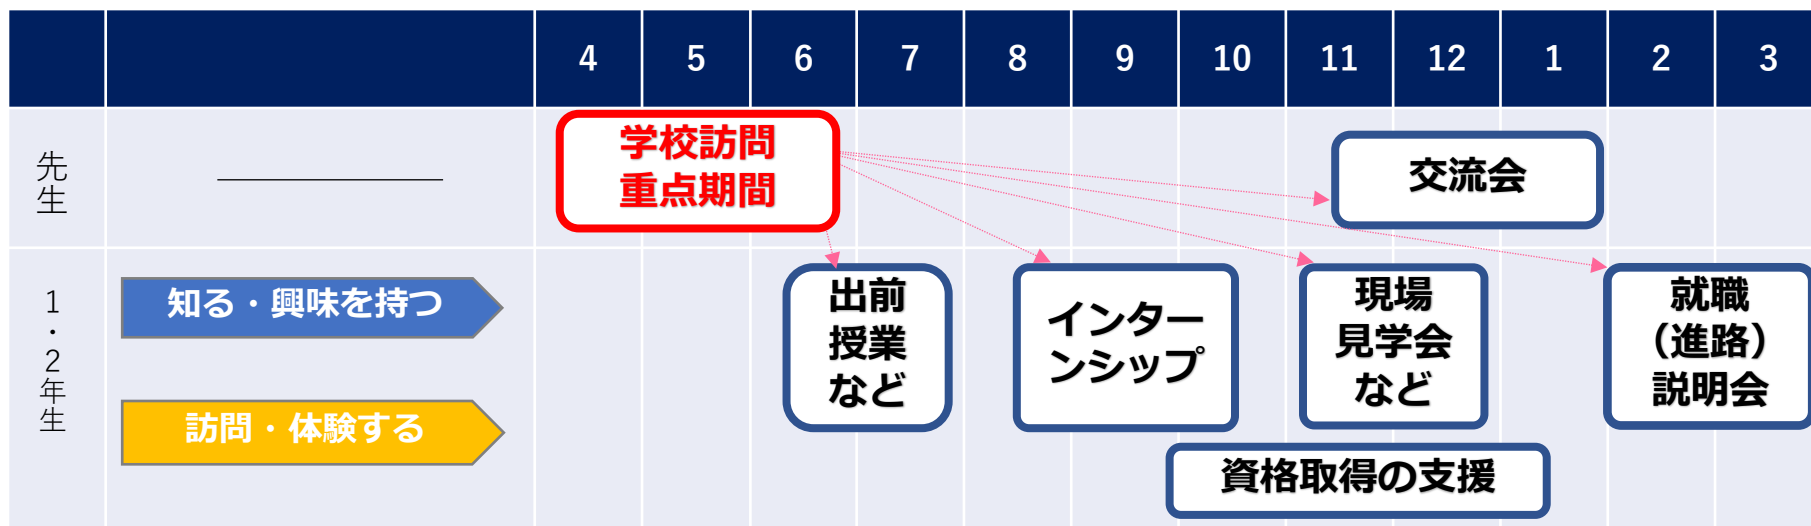 4 5 6 7 8 9 10 11 12 1 2 3
先生
学校訪問
重点期間
交流会
1・2年生
知る・興味を持つ
訪問・体験する
出前
授業
など
インター
ンシップ
現場
見学会
など
就職
（進路）
説明会
資格取得の支援